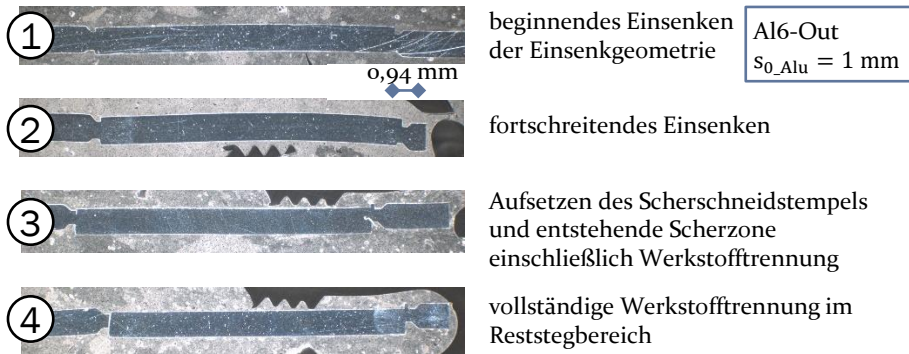 1
beginnendes Einsenken
der Einsenkgeometrie
Al6-Out
s0_Alu = 1 mm
0,94 mm
2
fortschreitendes Einsenken
3
Aufsetzen des Scherschneidstempels
und entstehende Scherzone
einschließlich Werkstofftrennung
4
vollständige Werkstofftrennung im
Reststegbereich